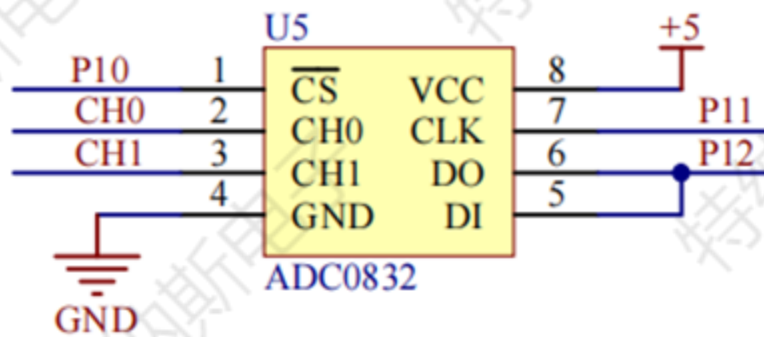 U5
+5
P10 1 CS VCC 8
CH0 2 CH0 CLK 7 P11
CH1 3 CH1 DO 6 P12
4 GND DI 5
ADC0832
GND